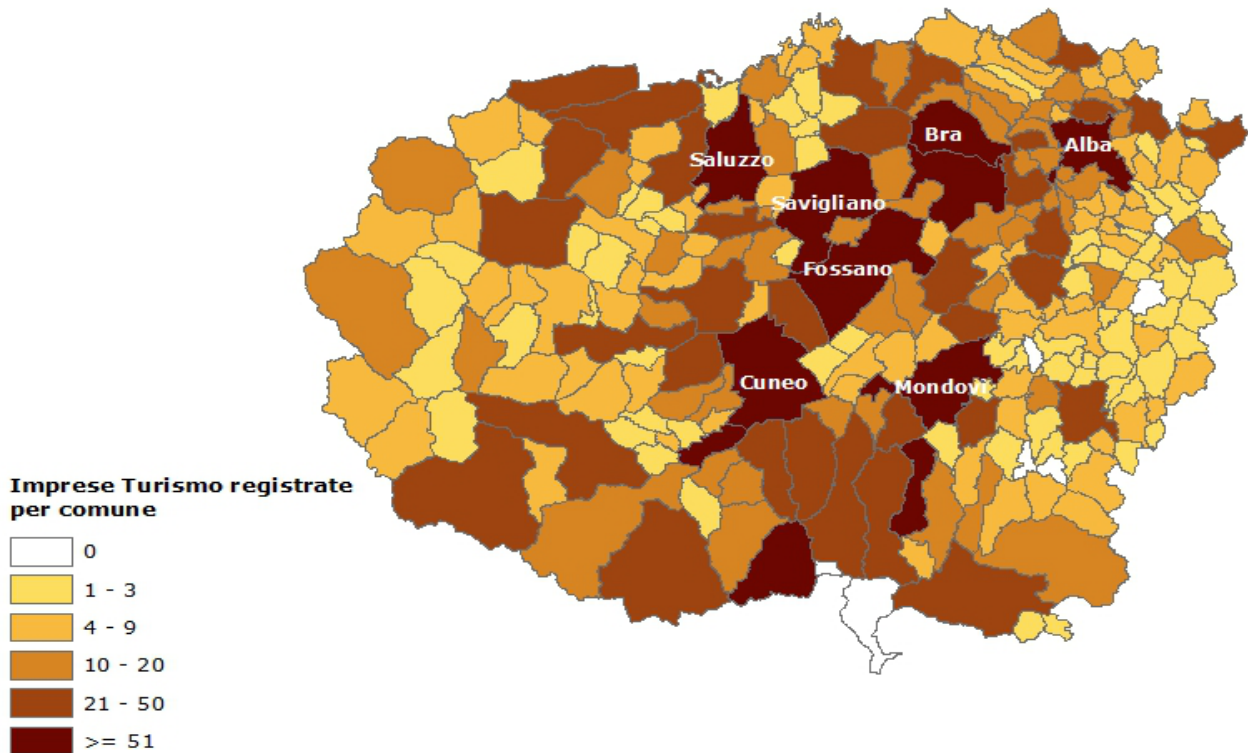 Bra
Alba
Saluzzo
Savigliano
Fossano
Cuneo
Mondovì
Imprese Turismo registrate
per comune
0
1 - 3
4 - 9
10 - 20
21 - 50
>= 51